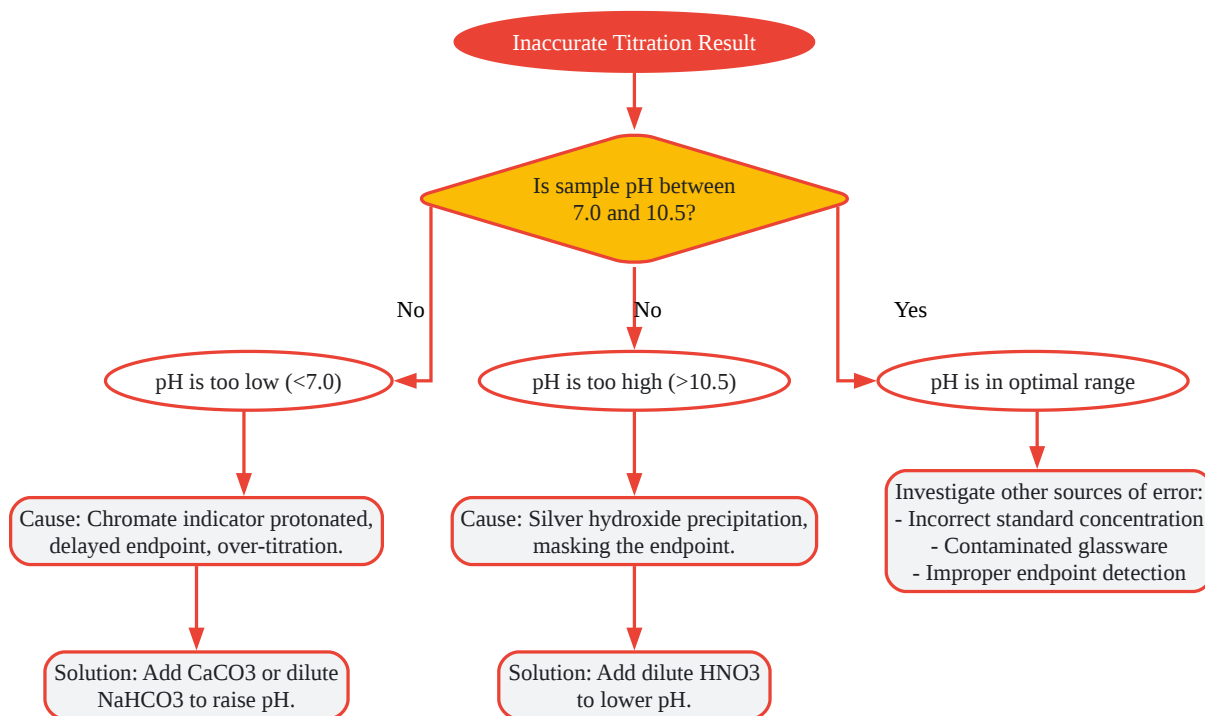 Inaccurate Titration Result
Is sample pH between
7.0 and 10.5?
No
No
Yes
pH is too low (<7.0)
pH is too high (>10.5)
pH is in optimal range
Cause: Chromate indicator protonated,
delayed endpoint, over-titration.
Cause: Silver hydroxide precipitation,
masking the endpoint.
Investigate other sources of error:
- Incorrect standard concentration
- Contaminated glassware
- Improper endpoint detection
Solution: Add CaCO3 or dilute
NaHCO3 to raise pH.
Solution: Add dilute HNO3
to lower pH.